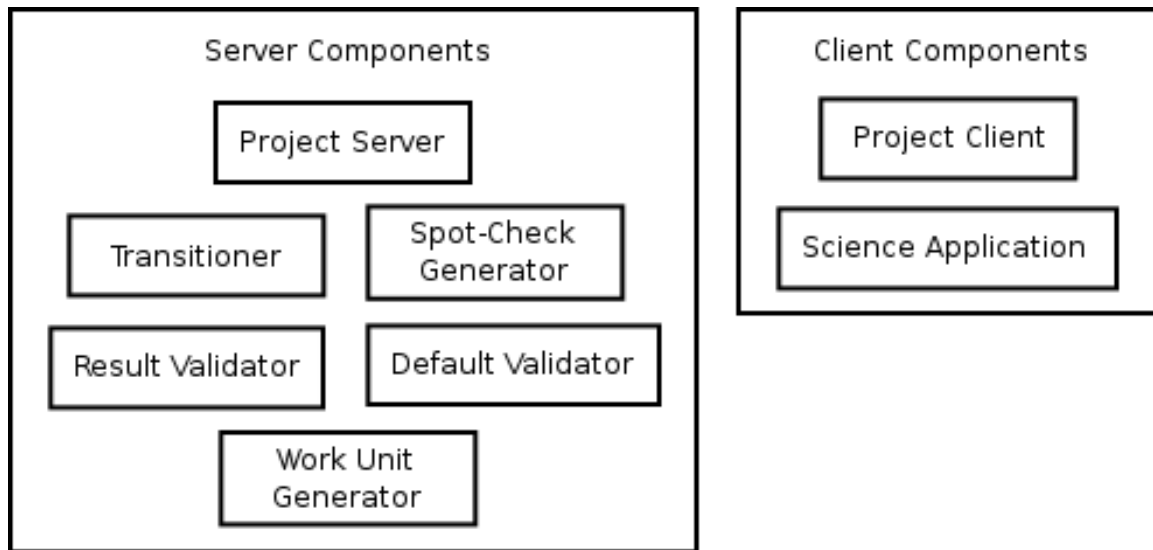 Server Components
Project Server
Transitioner
Spot-Check
Generator
Result Validator
Default Validator
Work Unit
Generator
Client Components
Project Client
Science Application